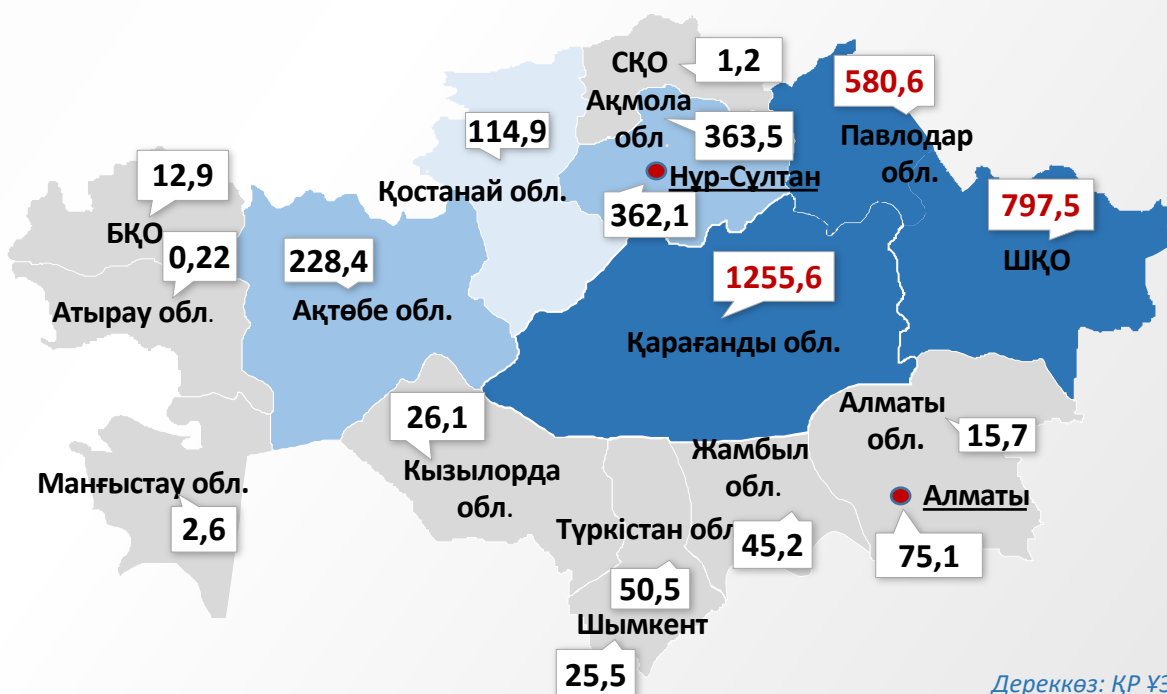 СҚО
1,2
580,6
Ақмола
обл.
363,5
114,9
Павлодар
обл.
Нұр-Сұлтан
Қостанай обл.
362,1
12,9
797,5
БҚО
0,22
228,4
1255,6
ШҚО
Атырау обл.
Ақтөбе обл.
Қарағанды обл.
26,1
Алматы
обл.
15,7
Жамбыл
обл.
Кызылорда
обл.
Манғыстау обл.
2,6
Алматы
75,1
Түркістан обл
45,2
50,5
Шымкент
25,5
Дереккөз: ҚР ҰЭ